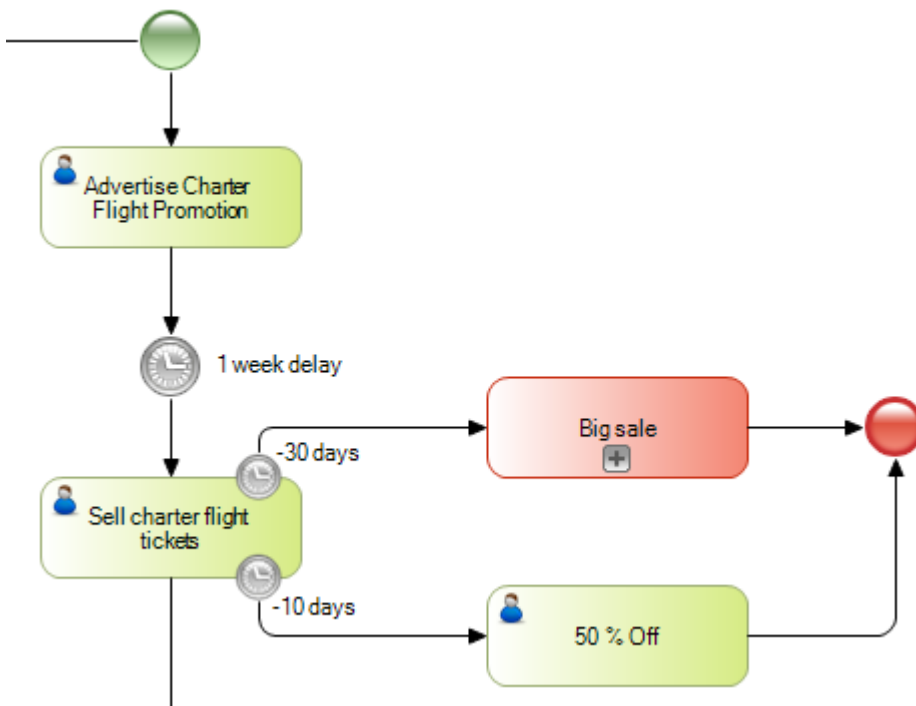 Advertise Charter
Flight Promotion
1 week delay
-30 days
Big sale
Sell charter flight
tickets
-10 days
50 % Off